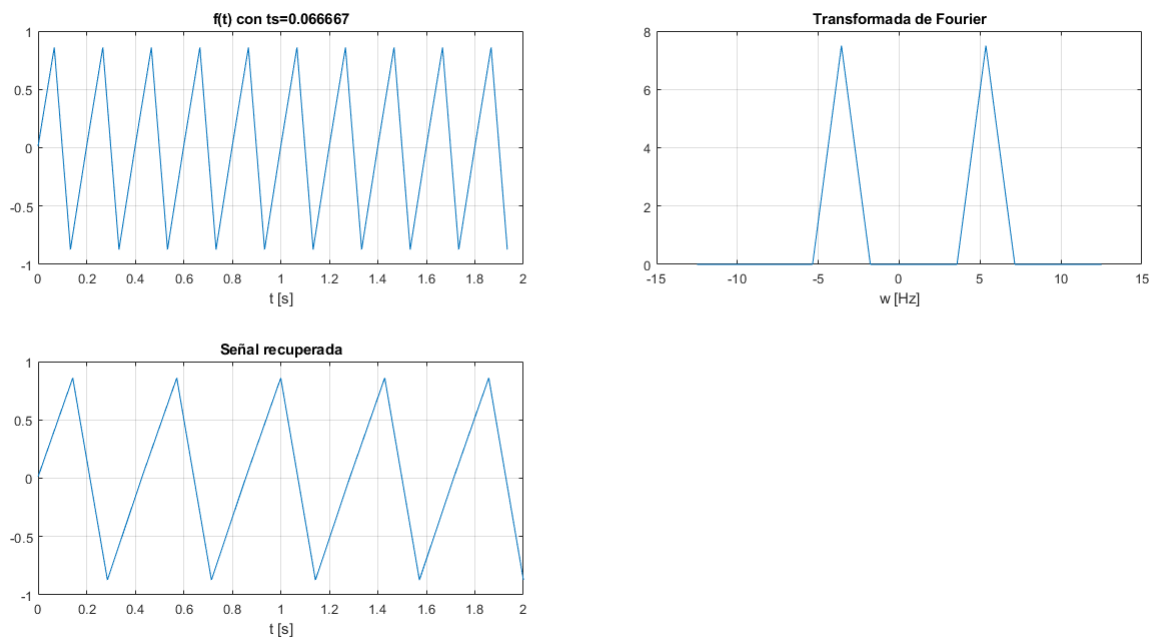 f(t) con ts=0.066667
1
0.5
0
-0.5
-1
0 0.2 0.4 0.6 0.8 1 1.2 1.4 1.6 1.8 2
t [s]
Transformada de Fourier
8
6
4
2
0
-15 -10 -5 0 5 10 15
w [Hz]
Señal recuperada
1
0.5
0
-0.5
-1
0 0.2 0.4 0.6 0.8 1 1.2 1.4 1.6 1.8 2
t [s]